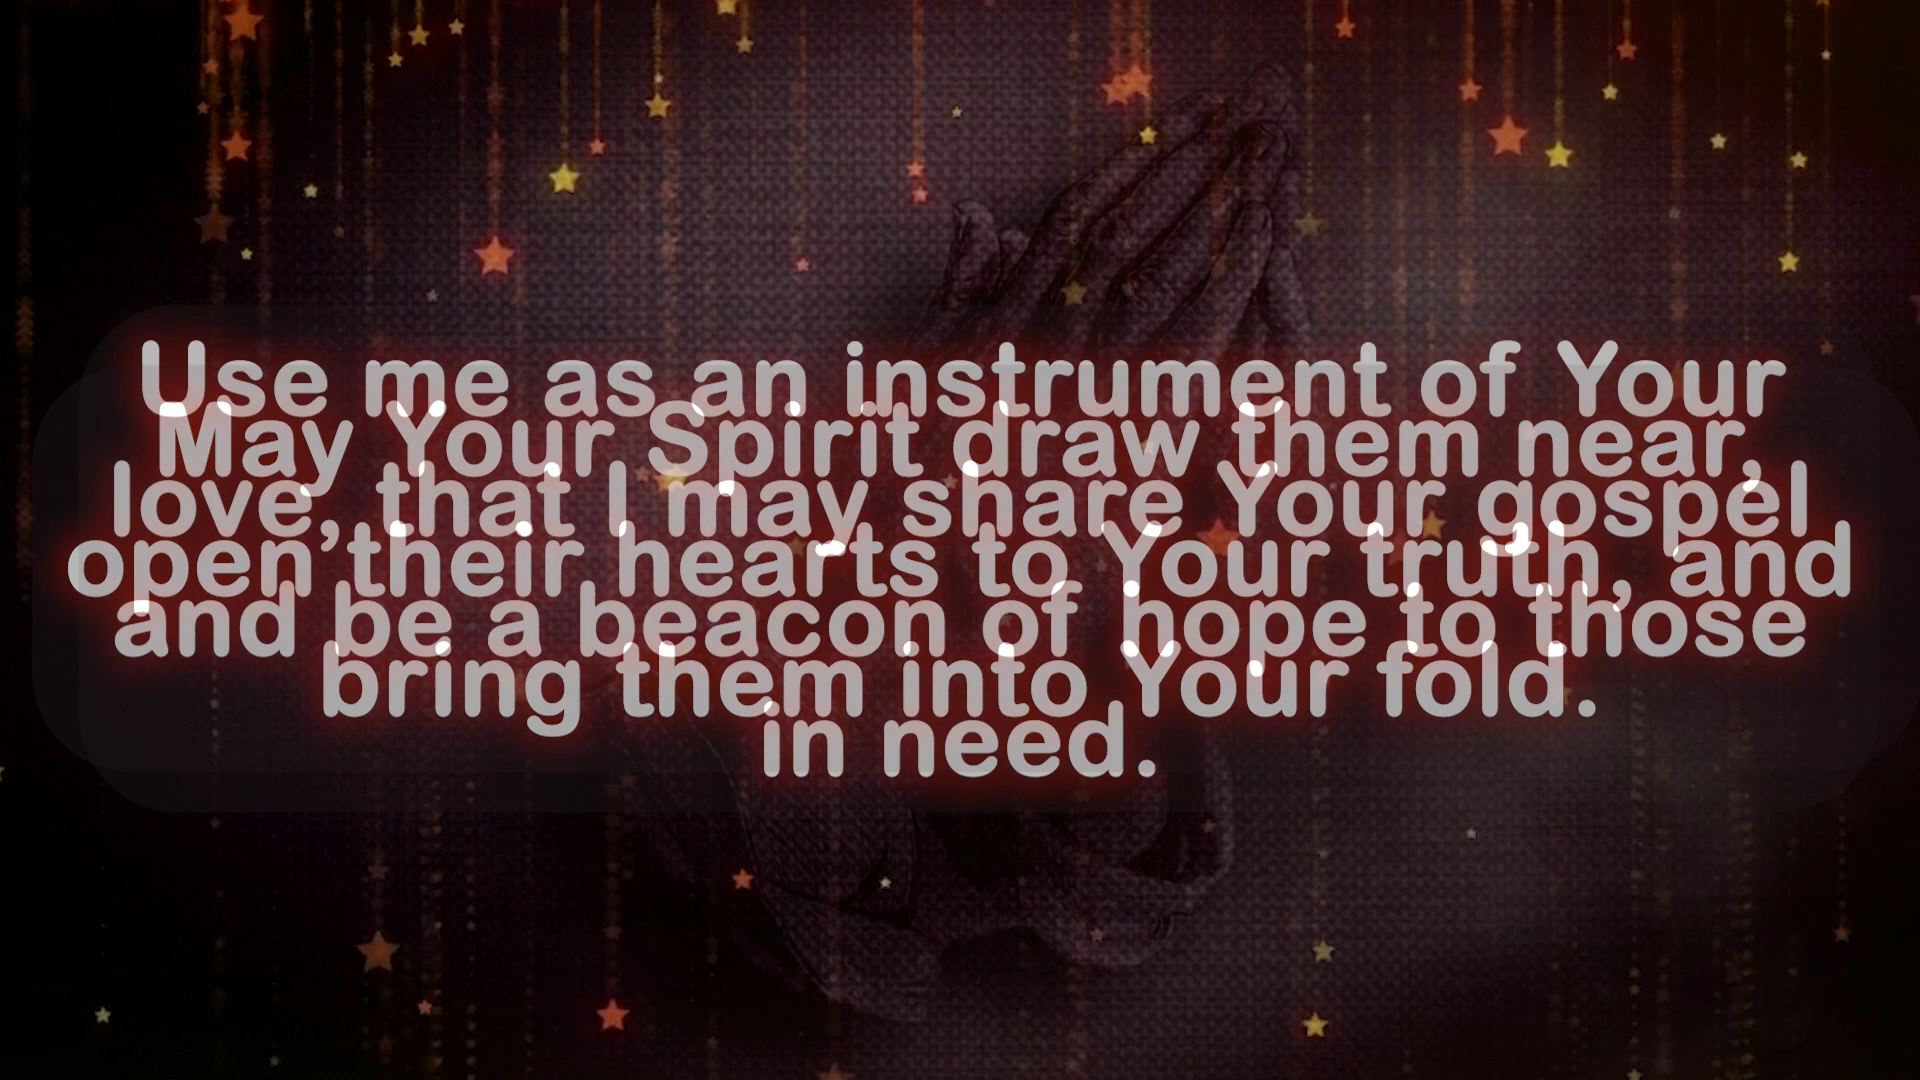 Use me as an instrument of Your
love, that I may share Your gospel
and be a beacon of hope to those
in need.
May Your Spirit draw them near,
open their hearts to Your truth, and
bring them into Your fold.